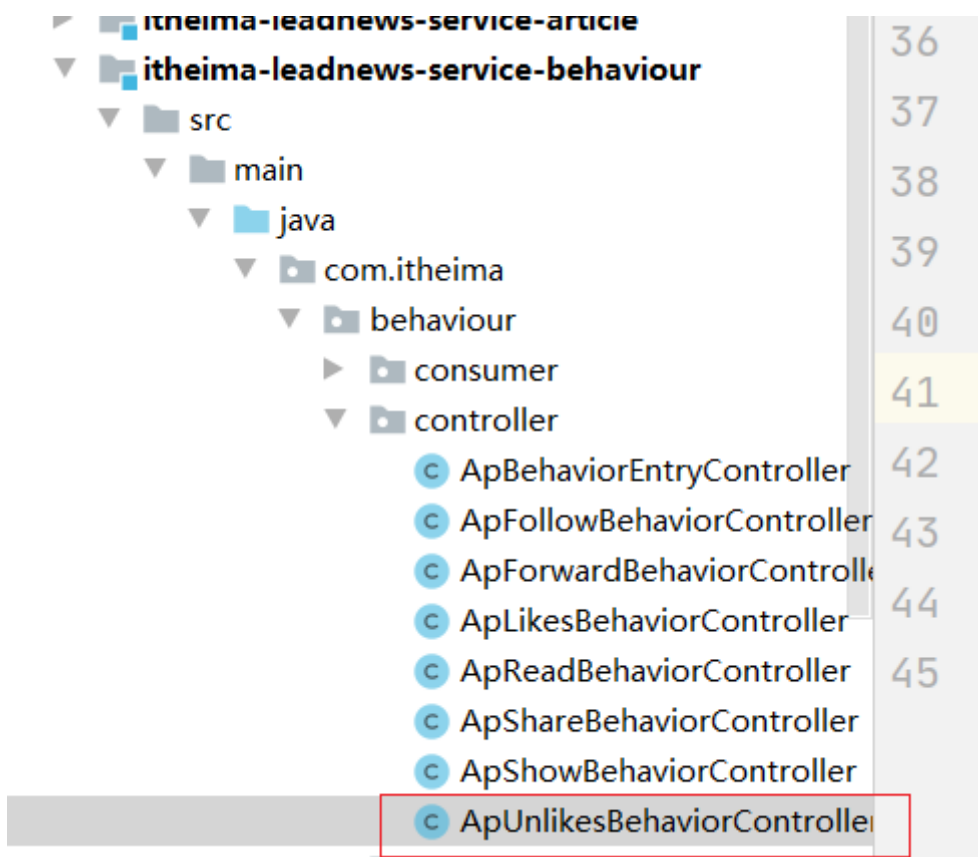 itheima-leadnews-service-article
itheima-leadnews-service-behaviour
src
main
java
com.itheima
behaviour
consumer
controller
ApBehaviorEntryController
ApFollowBehaviorController
ApForwardBehaviorControlle
ApLikesBehaviorController
ApReadBehaviorController
ApShareBehaviorController
ApShowBehaviorController
ApUnlikesBehaviorController
36
37
38
39
40
41
42
43
44
45